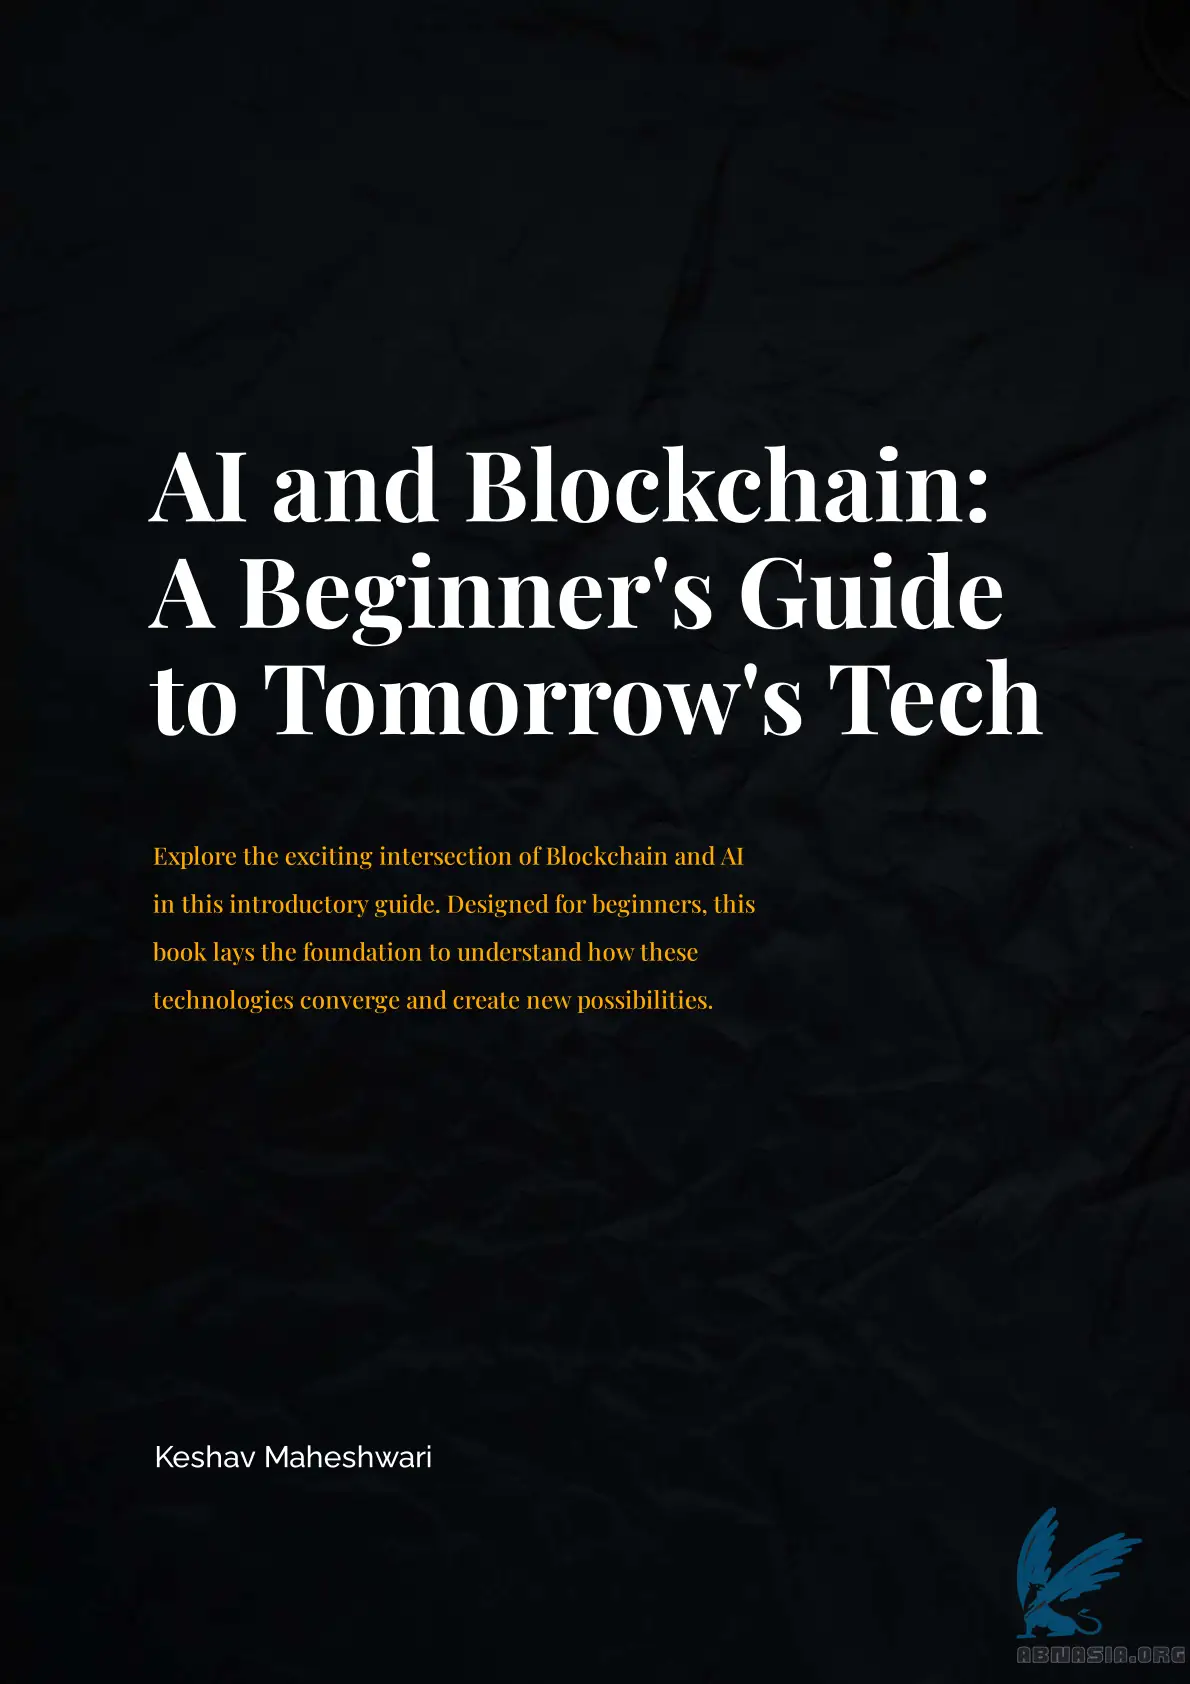 AI and Blockchain:
A Beginner's Guide
to Tomorrow's Tech
Explore the exciting intersection of Blockchain and AI
in this introductory guide. Designed for beginners, this
book lays the foundation to understand how these
technologies converge and create new possibilities.
Keshav Maheshwari
ABNASIA.ORG